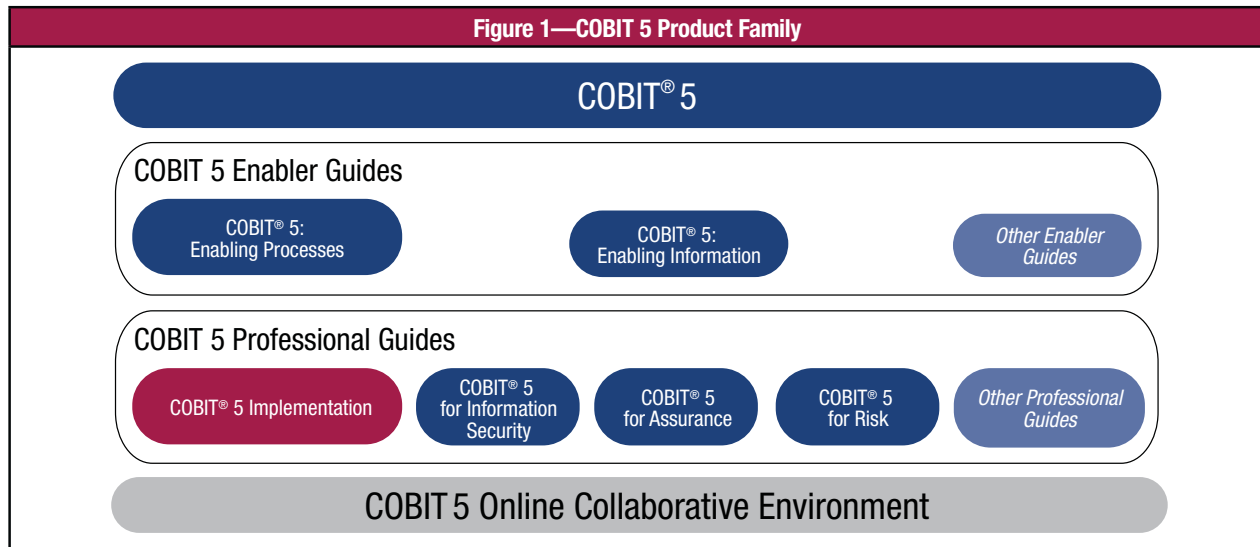 Figure 1—COBIT 5 Product Family
COBIT® 5
COBIT 5 Enabler Guides
COBIT® 5:
Enabling Processes
COBIT® 5:
Enabling Information
Other Enabler
Guides
COBIT 5 Professional Guides
COBIT® 5 Implementation
COBIT® 5
for Information
Security
COBIT® 5
for Assurance
COBIT® 5
for Risk
Other Professional
Guides
COBIT 5 Online Collaborative Environment